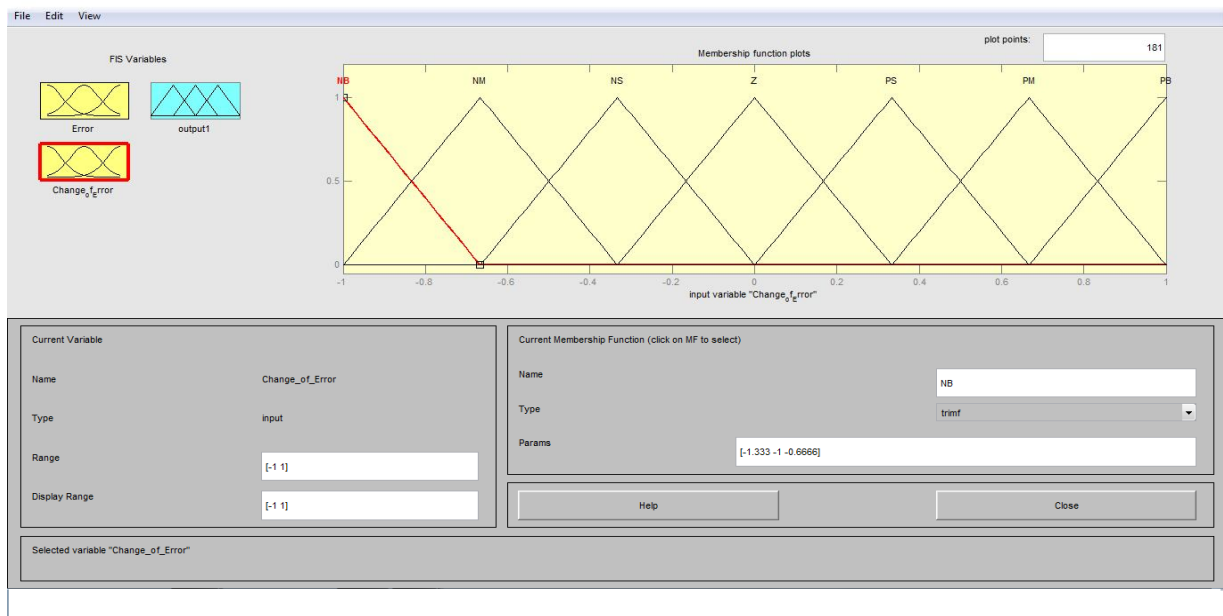 File Edit View
FIS Variables
Error
output1
Change_of_Error
plot points:
181
Membership function plots
NB NM NS Z PS PM PB
1
0.5
0
-1 -0.8 -0.6 -0.4 -0.2 0 0.2 0.4 0.6 0.8 1
input variable "Change_of_Error"
Current Variable
Name Change_of_Error
Type input
Range [-1 1]
Display Range [-1 1]
Current Membership Function (click on MF to select)
Name NB
Type trimf
Params [-1.333 -1 -0.6666]
Help Close
Selected variable "Change_of_Error"